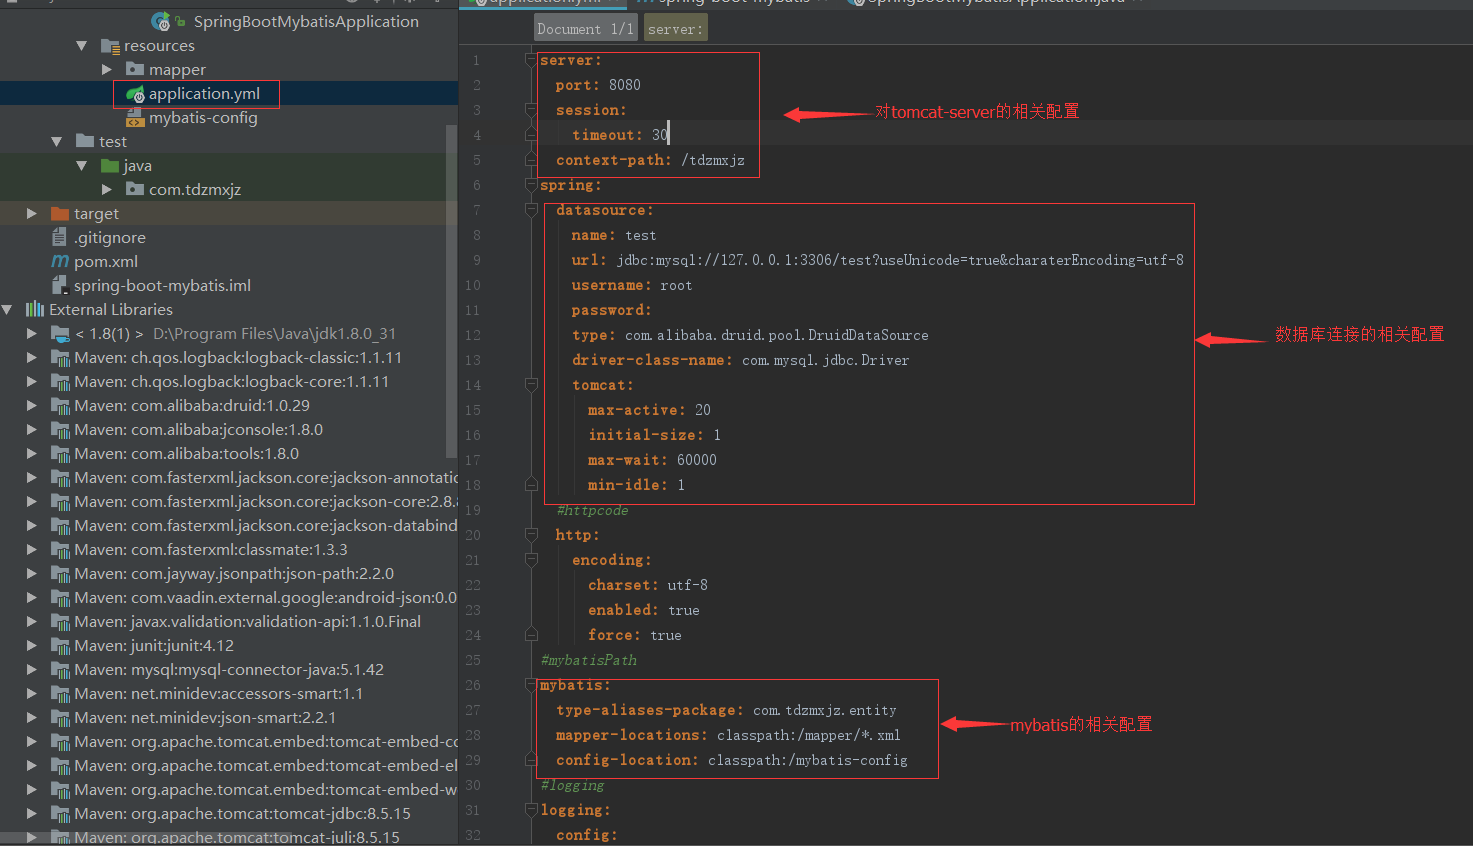 SpringBootMybatisApplication
resources
mapper
application.yml
mybatis-config
test
java
com.tdzmxjz
target
.gitignore
pom.xml
spring-boot-mybatis.iml
External Libraries
< 1.8(1) > D:\Program Files\Java\jdk1.8.0_31
Maven: ch.qos.logback:logback-classic:1.1.11
Maven: ch.qos.logback:logback-core:1.1.11
Maven: com.alibaba:druid:1.0.29
Maven: com.alibaba:jconsole:1.8.0
Maven: com.alibaba:tools:1.8.0
Maven: com.fasterxml.jackson.core:jackson-annotatio
Maven: com.fasterxml.jackson.core:jackson-core:2.8.8
Maven: com.fasterxml.jackson.core:jackson-databind
Maven: com.fasterxml:classmate:1.3.3
Maven: com.jayway.jsonpath:json-path:2.2.0
Maven: com.vaadin.external.google:android-json:0.0
Maven: javax.validation:validation-api:1.1.0.Final
Maven: junit:junit:4.12
Maven: mysql:mysql-connector-java:5.1.42
Maven: net.minidev:accessors-smart:1.1
Maven: net.minidev:json-smart:2.2.1
Maven: org.apache.tomcat.embed:tomcat-embed-co
Maven: org.apache.tomcat.embed:tomcat-embed-el
Maven: org.apache.tomcat.embed:tomcat-embed-w
Maven: org.apache.tomcat:tomcat-jdbc:8.5.15
Maven: org.apache.tomcat:tomcat-juli:8.5.15
application.yml spring-boot-mybatis SpringBootMybatisApplication.java
Document 1/1 server:
1 server:
2 port: 8080
3 session:
对tomcat-server的相关配置
4 timeout: 30
5 context-path: /tdzmxjz
6 spring:
7 datasource:
8 name: test
9 url: jdbc:mysql://127.0.0.1:3306/test?useUnicode=true&charaterEncoding=utf-8
10 username: root
11 password:
12 type: com.alibaba.druid.pool.DruidDataSource
数据库连接的相关配置
13 driver-class-name: com.mysql.jdbc.Driver
14 tomcat:
15 max-active: 20
16 initial-size: 1
17 max-wait: 60000
18 min-idle: 1
19 #httpcode
20 http:
21 encoding:
22 charset: utf-8
23 enabled: true
24 force: true
25 #mybatisPath
26 mybatis:
27 type-aliases-package: com.tdzmxjz.entity
mybatis的相关配置
28 mapper-locations: classpath:/mapper/*.xml
29 config-location: classpath:/mybatis-config
30 #logging
31 logging:
32 config: